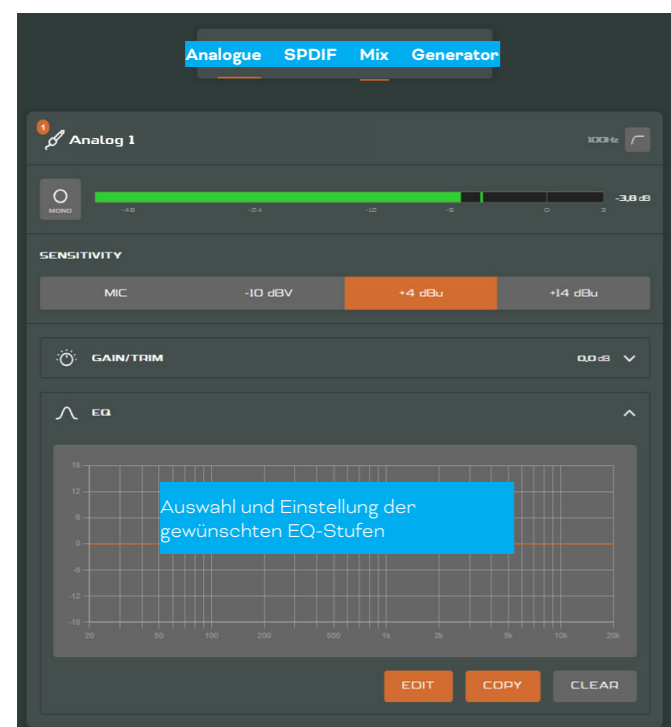 Analogue SPDIF Mix Generator
1
Analog 1
100Hz
MONO
-3,8 dB
-48 -24 -12 -6 0 3
SENSITIVITY
MIC -10 dBV +4 dBu +14 dBu
GAIN/TRIM 0,0 dB
EQ
18
12
Auswahl und Einstellung der
gewünschten EQ-Stufen
0
-12
-18
20 50 100 200 500 1k 2k 5k 10k 20k
EDIT COPY CLEAR